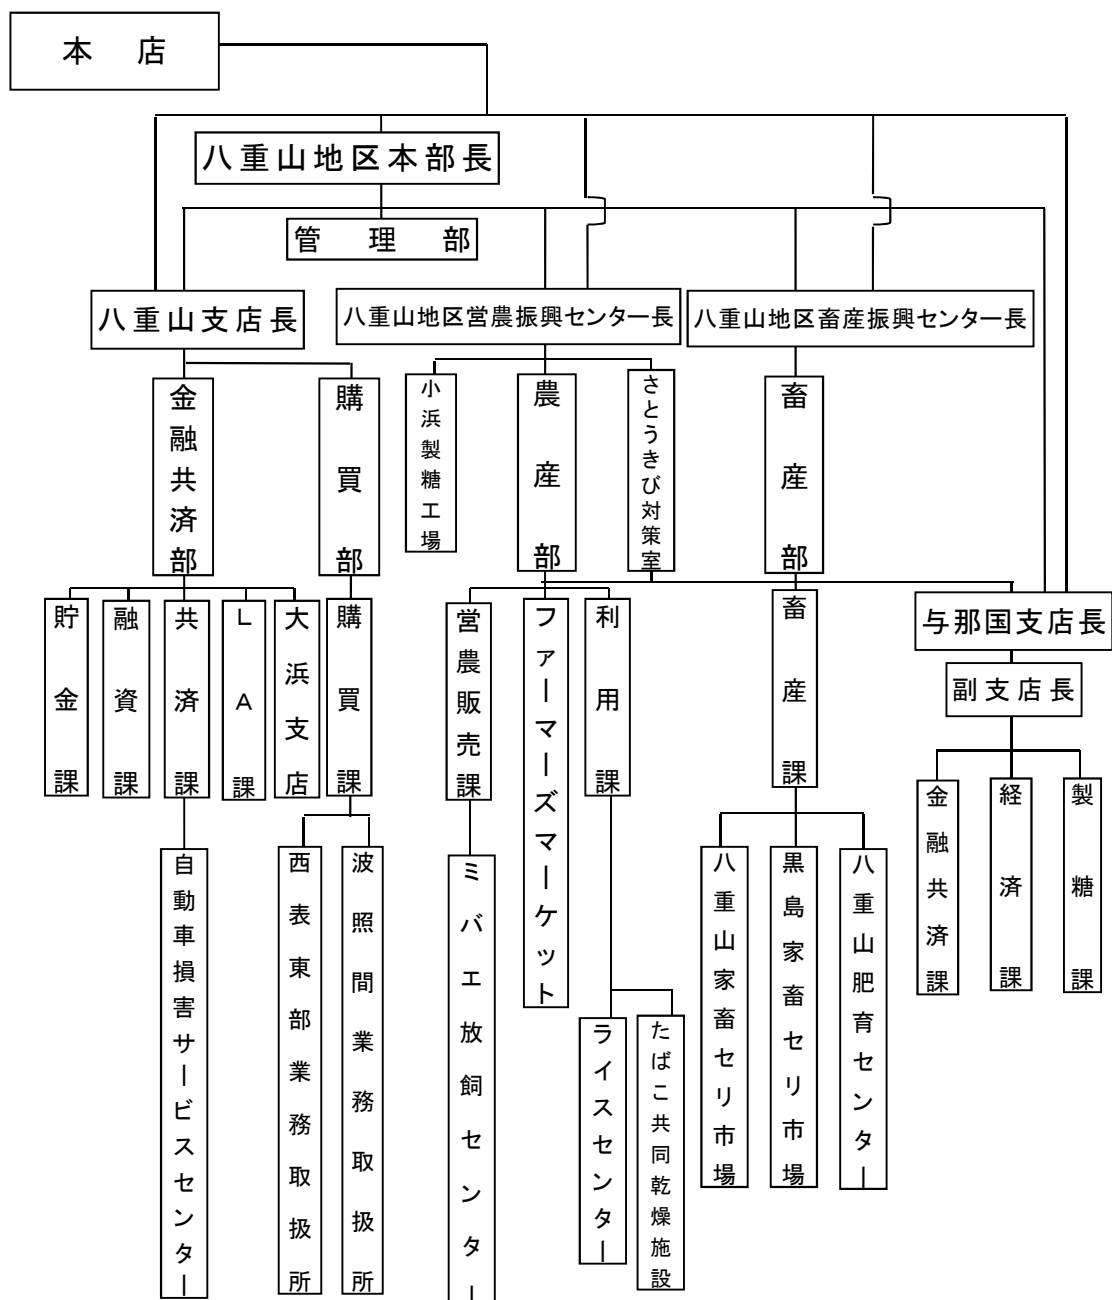 本店
八重山地区本部長
管理部
八重山支店長
八重山地区営農振興センター長
八重山地区畜産振興センター長
金融共済部
購買部
小浜製糖工場
農産部
さとうきび対策室
畜産部
貯金課
融資課
共済課
LA課
大浜支店
購買課
営農販売課
ファーマーズマーケット
利用課
畜産課
与那国支店長
副支店長
金融共済課
経済課
製糖課
自動車損害サービスセンター
西表東部業務取扱所
波照間業務取扱所
ミバエ放飼センター
ライスセンター
たばこ共同乾燥施設
八重山家畜セリ市場
黒島家畜セリ市場
八重山肥育センター